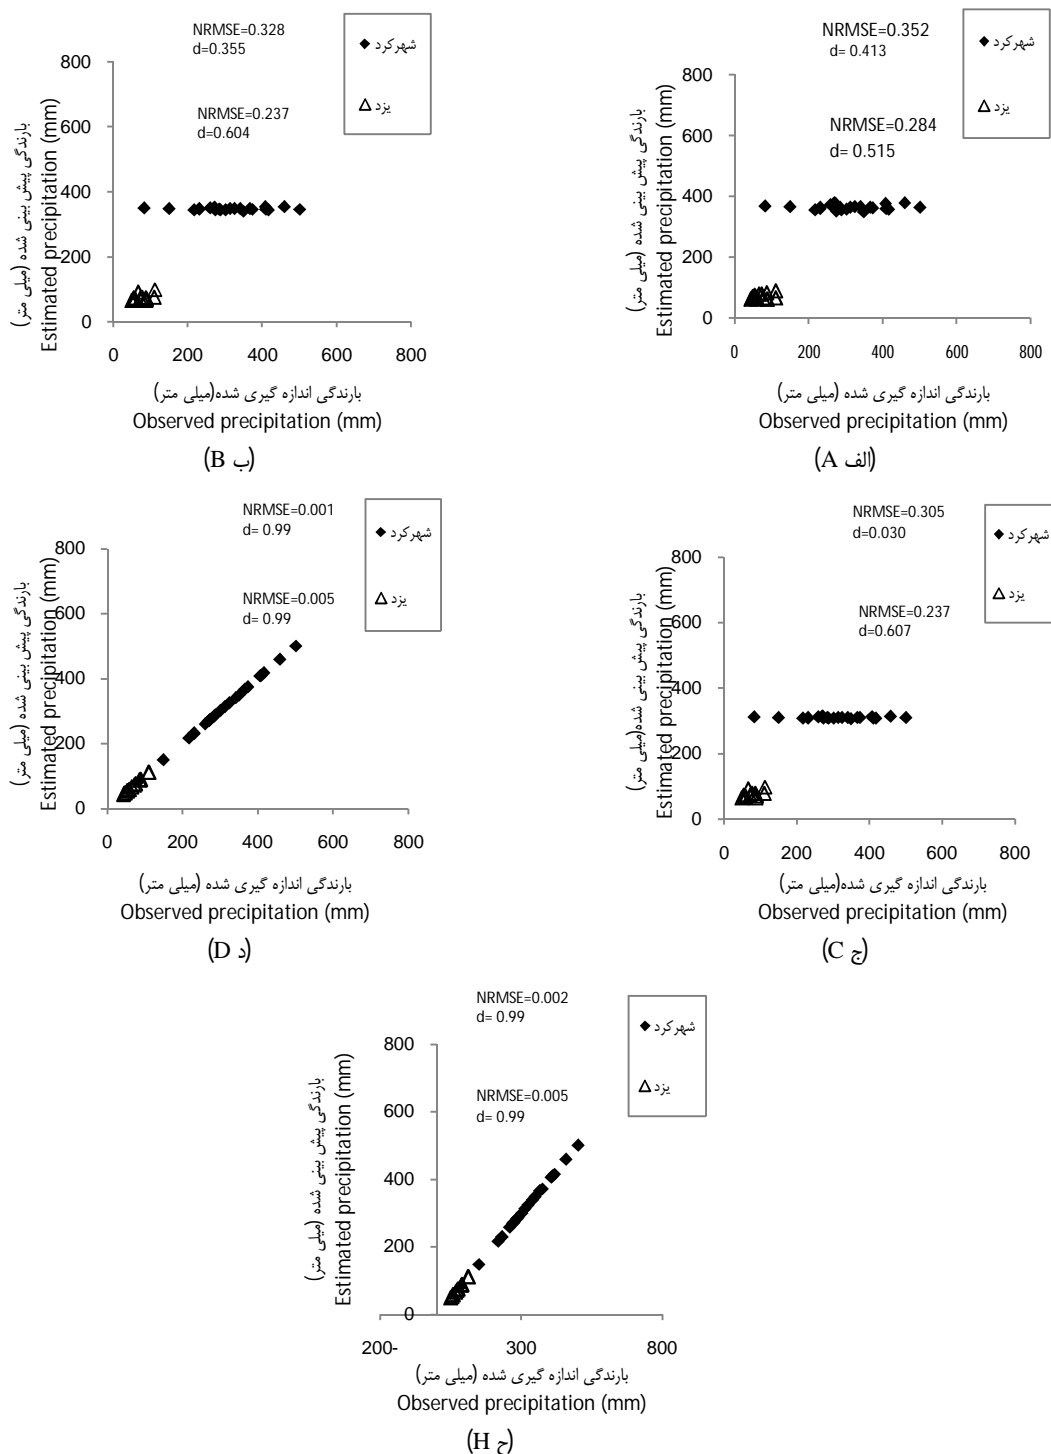 NRMSE=0.352
d= 0.413
NRMSE=0.284
d= 0.515
شهرکرد
یزد
800
600
400
200
0
0 200 400 600 800
بارندگی پیش بینی شده (میلی متر)
Estimated precipitation (mm)
بارندگی اندازه گیری شده(میلی متر)
Observed precipitation (mm)
(الف A)
NRMSE=0.328
d=0.355
NRMSE=0.237
d=0.604
شهرکرد
یزد
800
600
400
200
0
0 200 400 600 800
بارندگی پیش بینی شده (میلی متر)
Estimated precipitation (mm)
بارندگی اندازه گیری شده(میلی متر)
Observed precipitation (mm)
(ب B)
NRMSE=0.305
d=0.030
NRMSE=0.237
d=0.607
شهرکرد
یزد
800
600
400
200
0
0 200 400 600 800
بارندگی پیش بینی شده(میلی متر)
Estimated precipitation (mm)
بارندگی اندازه گیری شده(میلی متر)
Observed precipitation (mm)
(ج C)
NRMSE=0.001
d= 0.99
NRMSE=0.005
d= 0.99
شهرکرد
یزد
800
600
400
200
0
0 200 400 600 800
بارندگی پیش بینی شده (میلی متر)
Estimated precipitation (mm)
بارندگی اندازه گیری شده (میلی متر)
Observed precipitation (mm)
(د D)
NRMSE=0.002
d= 0.99
NRMSE=0.005
d= 0.99
شهرکرد
یزد
800
600
400
200
0
200- 300 800
بارندگی پیش بینی شده (میلی متر)
Estimated precipitation (mm)
بارندگی اندازه گیری شده (میلی متر)
Observed precipitation (mm)
(ح H)